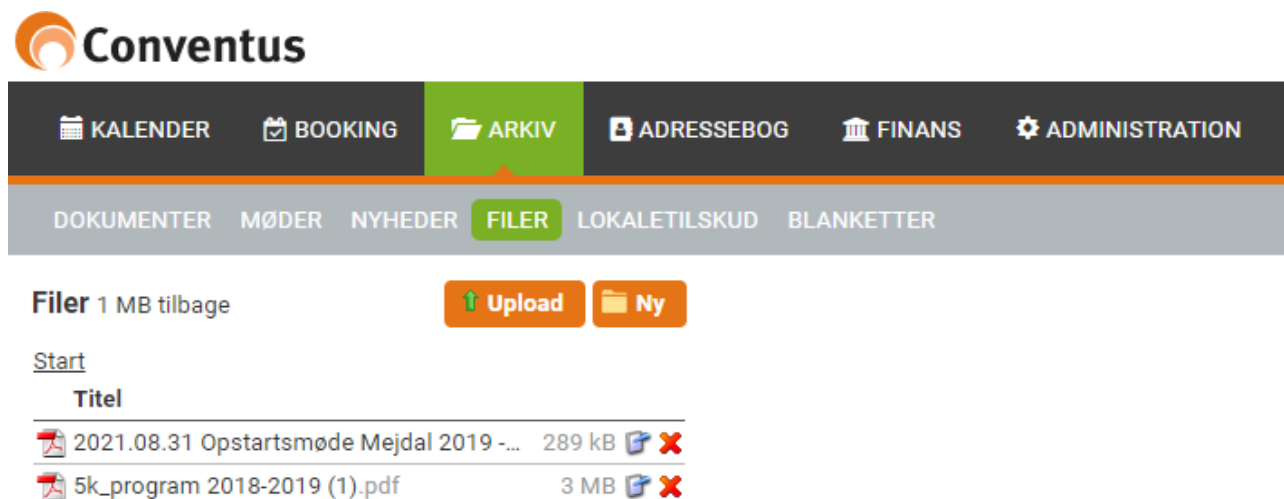 Conventus
KALENDER BOOKING ARKIV ADRESSEBOG FINANS ADMINISTRATION
DOKUMENTER MØDER NYHEDER FILER LOKALETILSKUD BLANKETTER
Filer 1 MB tilbage Upload Ny
Start
Titel
2021.08.31 Opstartsmøde Mejdal 2019 -... 289 kB
5k_program 2018-2019 (1).pdf 3 MB